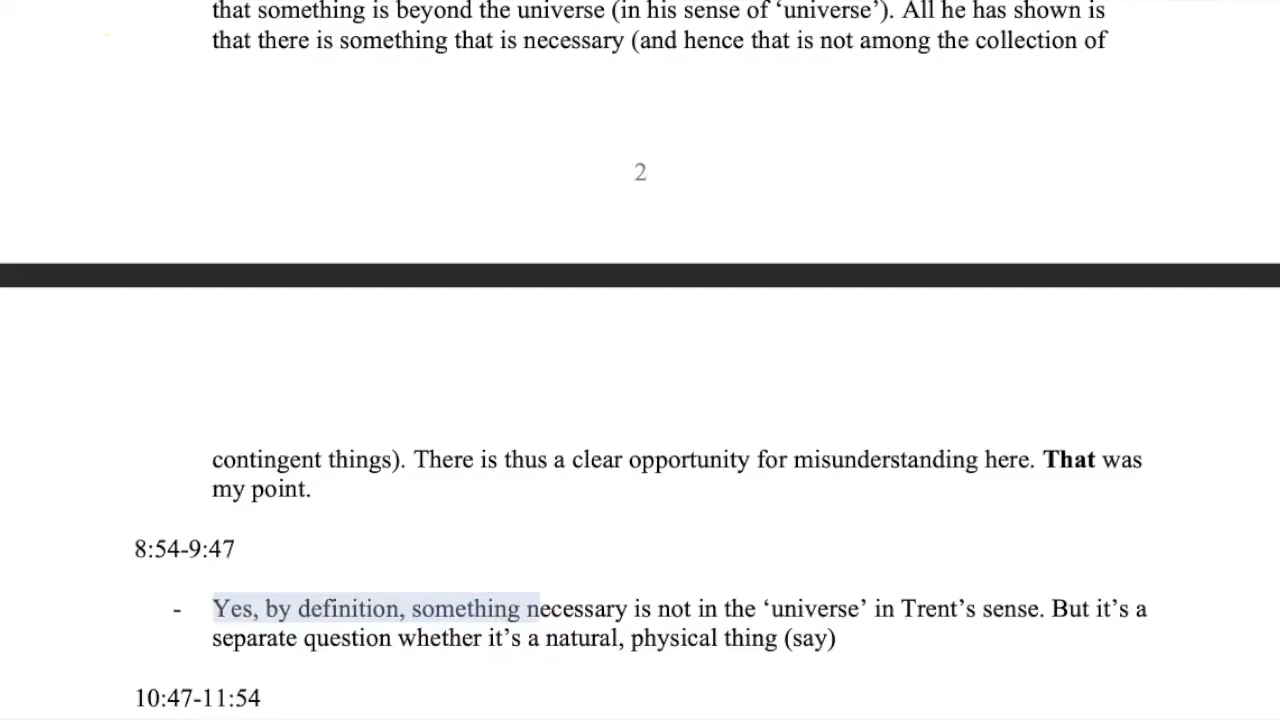 that something is beyond the universe (in his sense of ‘universe’). All he has shown is
that there is something that is necessary (and hence that is not among the collection of
2
contingent things). There is thus a clear opportunity for misunderstanding here. That was
my point.
8:54-9:47
- Yes, by definition, something necessary is not in the ‘universe’ in Trent’s sense. But it’s a
separate question whether it’s a natural, physical thing (say)
10:47-11:54